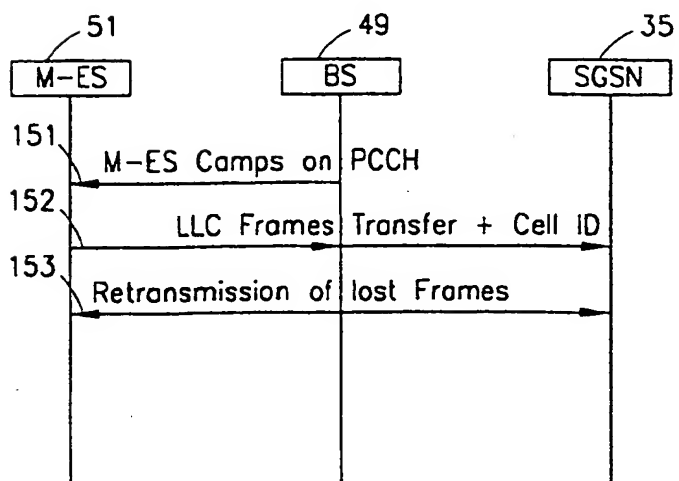 51 49 35
M-ES BS SGSN
151
M-ES Camps on PCCH
152
LLC Frames Transfer + Cell ID
153
Retransmission of lost Frames